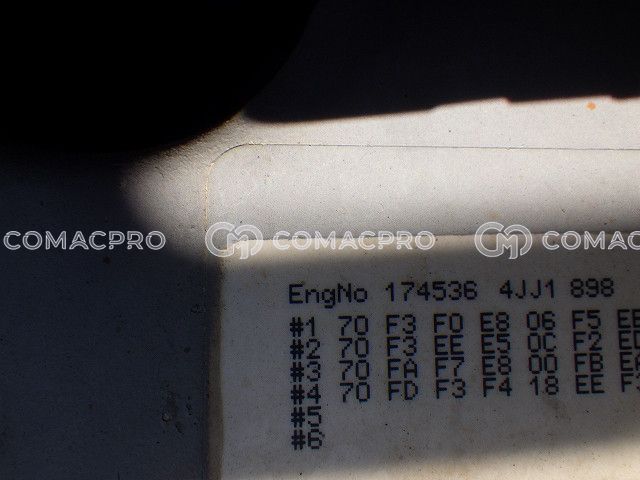 COMACPRO COMACPRO COMACPRO
EngNo 174536 4JJ1 898
#1 70 F3 F0 E8 06 F5
#2 70 F3 EE E5 0C F2
#3 70 FA F7 E8 00 FB
#4 70 FD F3 F4 18 EE
#5
#6